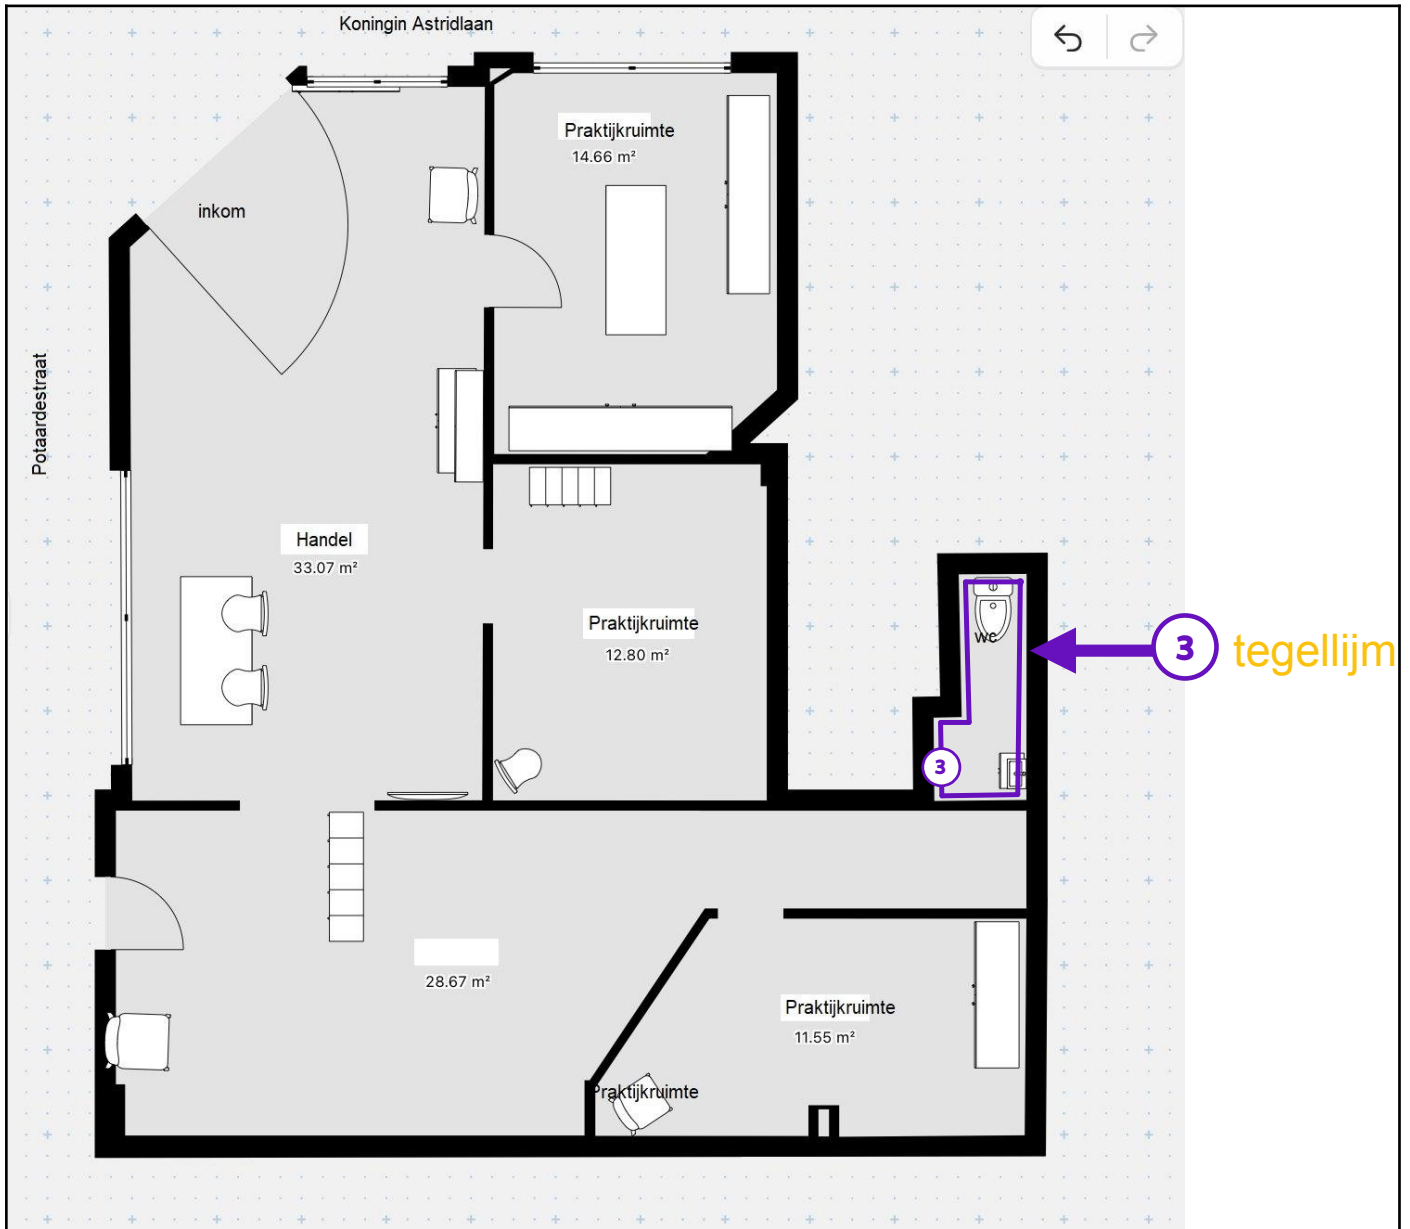 Koningin Astridlaan
Praktijkruimte
14.66 m²
inkom
Potaardestraat
Handel
33.07 m²
Praktijkruimte
12.80 m²
wc
3 tegellijm
3
28.67 m²
Praktijkruimte
11.55 m²
Praktijkruimte